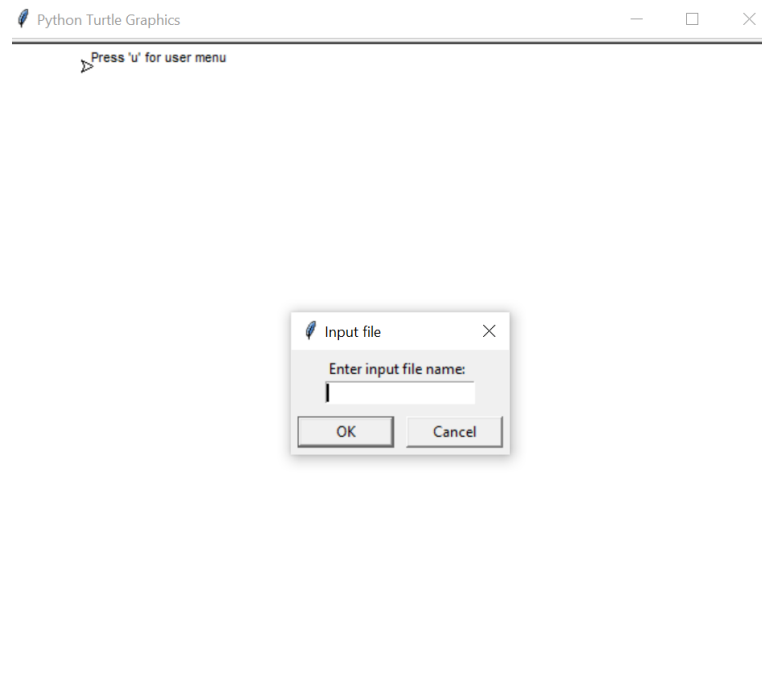 Python Turtle Graphics
Press 'u' for user menu
Input file
Enter input file name:
OK Cancel